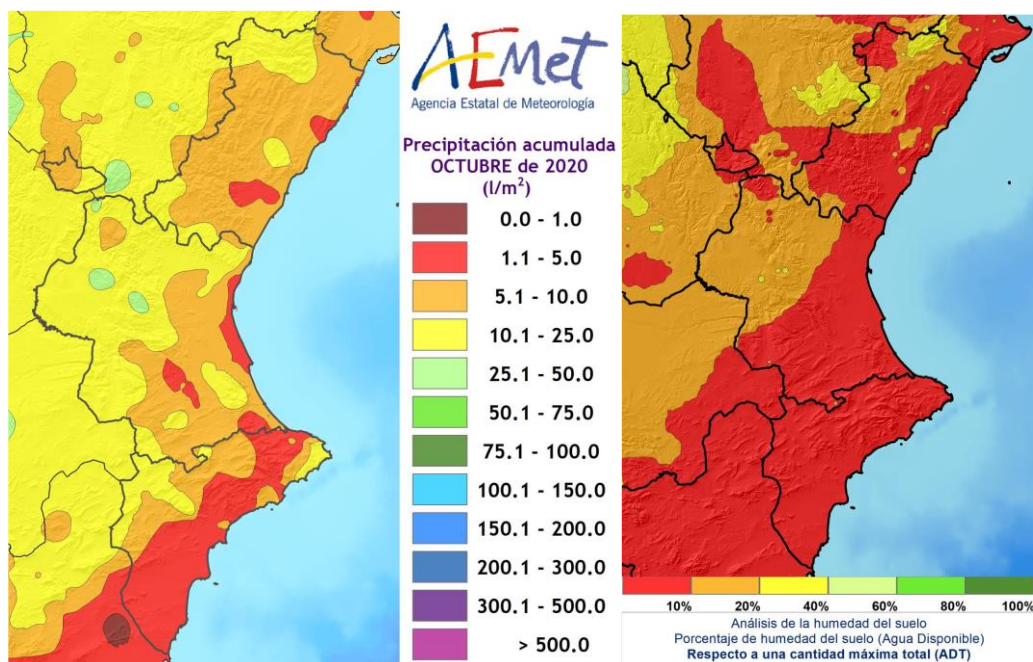 AEMet
Agencia Estatal de Meteorología
Precipitación acumulada
OCTUBRE de 2020
(l/m²)
0.0 - 1.0
1.1 - 5.0
5.1 - 10.0
10.1 - 25.0
25.1 - 50.0
50.1 - 75.0
75.1 - 100.0
100.1 - 150.0
150.1 - 200.0
200.1 - 300.0
300.1 - 500.0
> 500.0
10% 20% 40% 60% 80% 100%
Análisis de la humedad del suelo
Porcentaje de humedad del suelo (Agua Disponible)
Respecto a una cantidad máxima total (ADT)